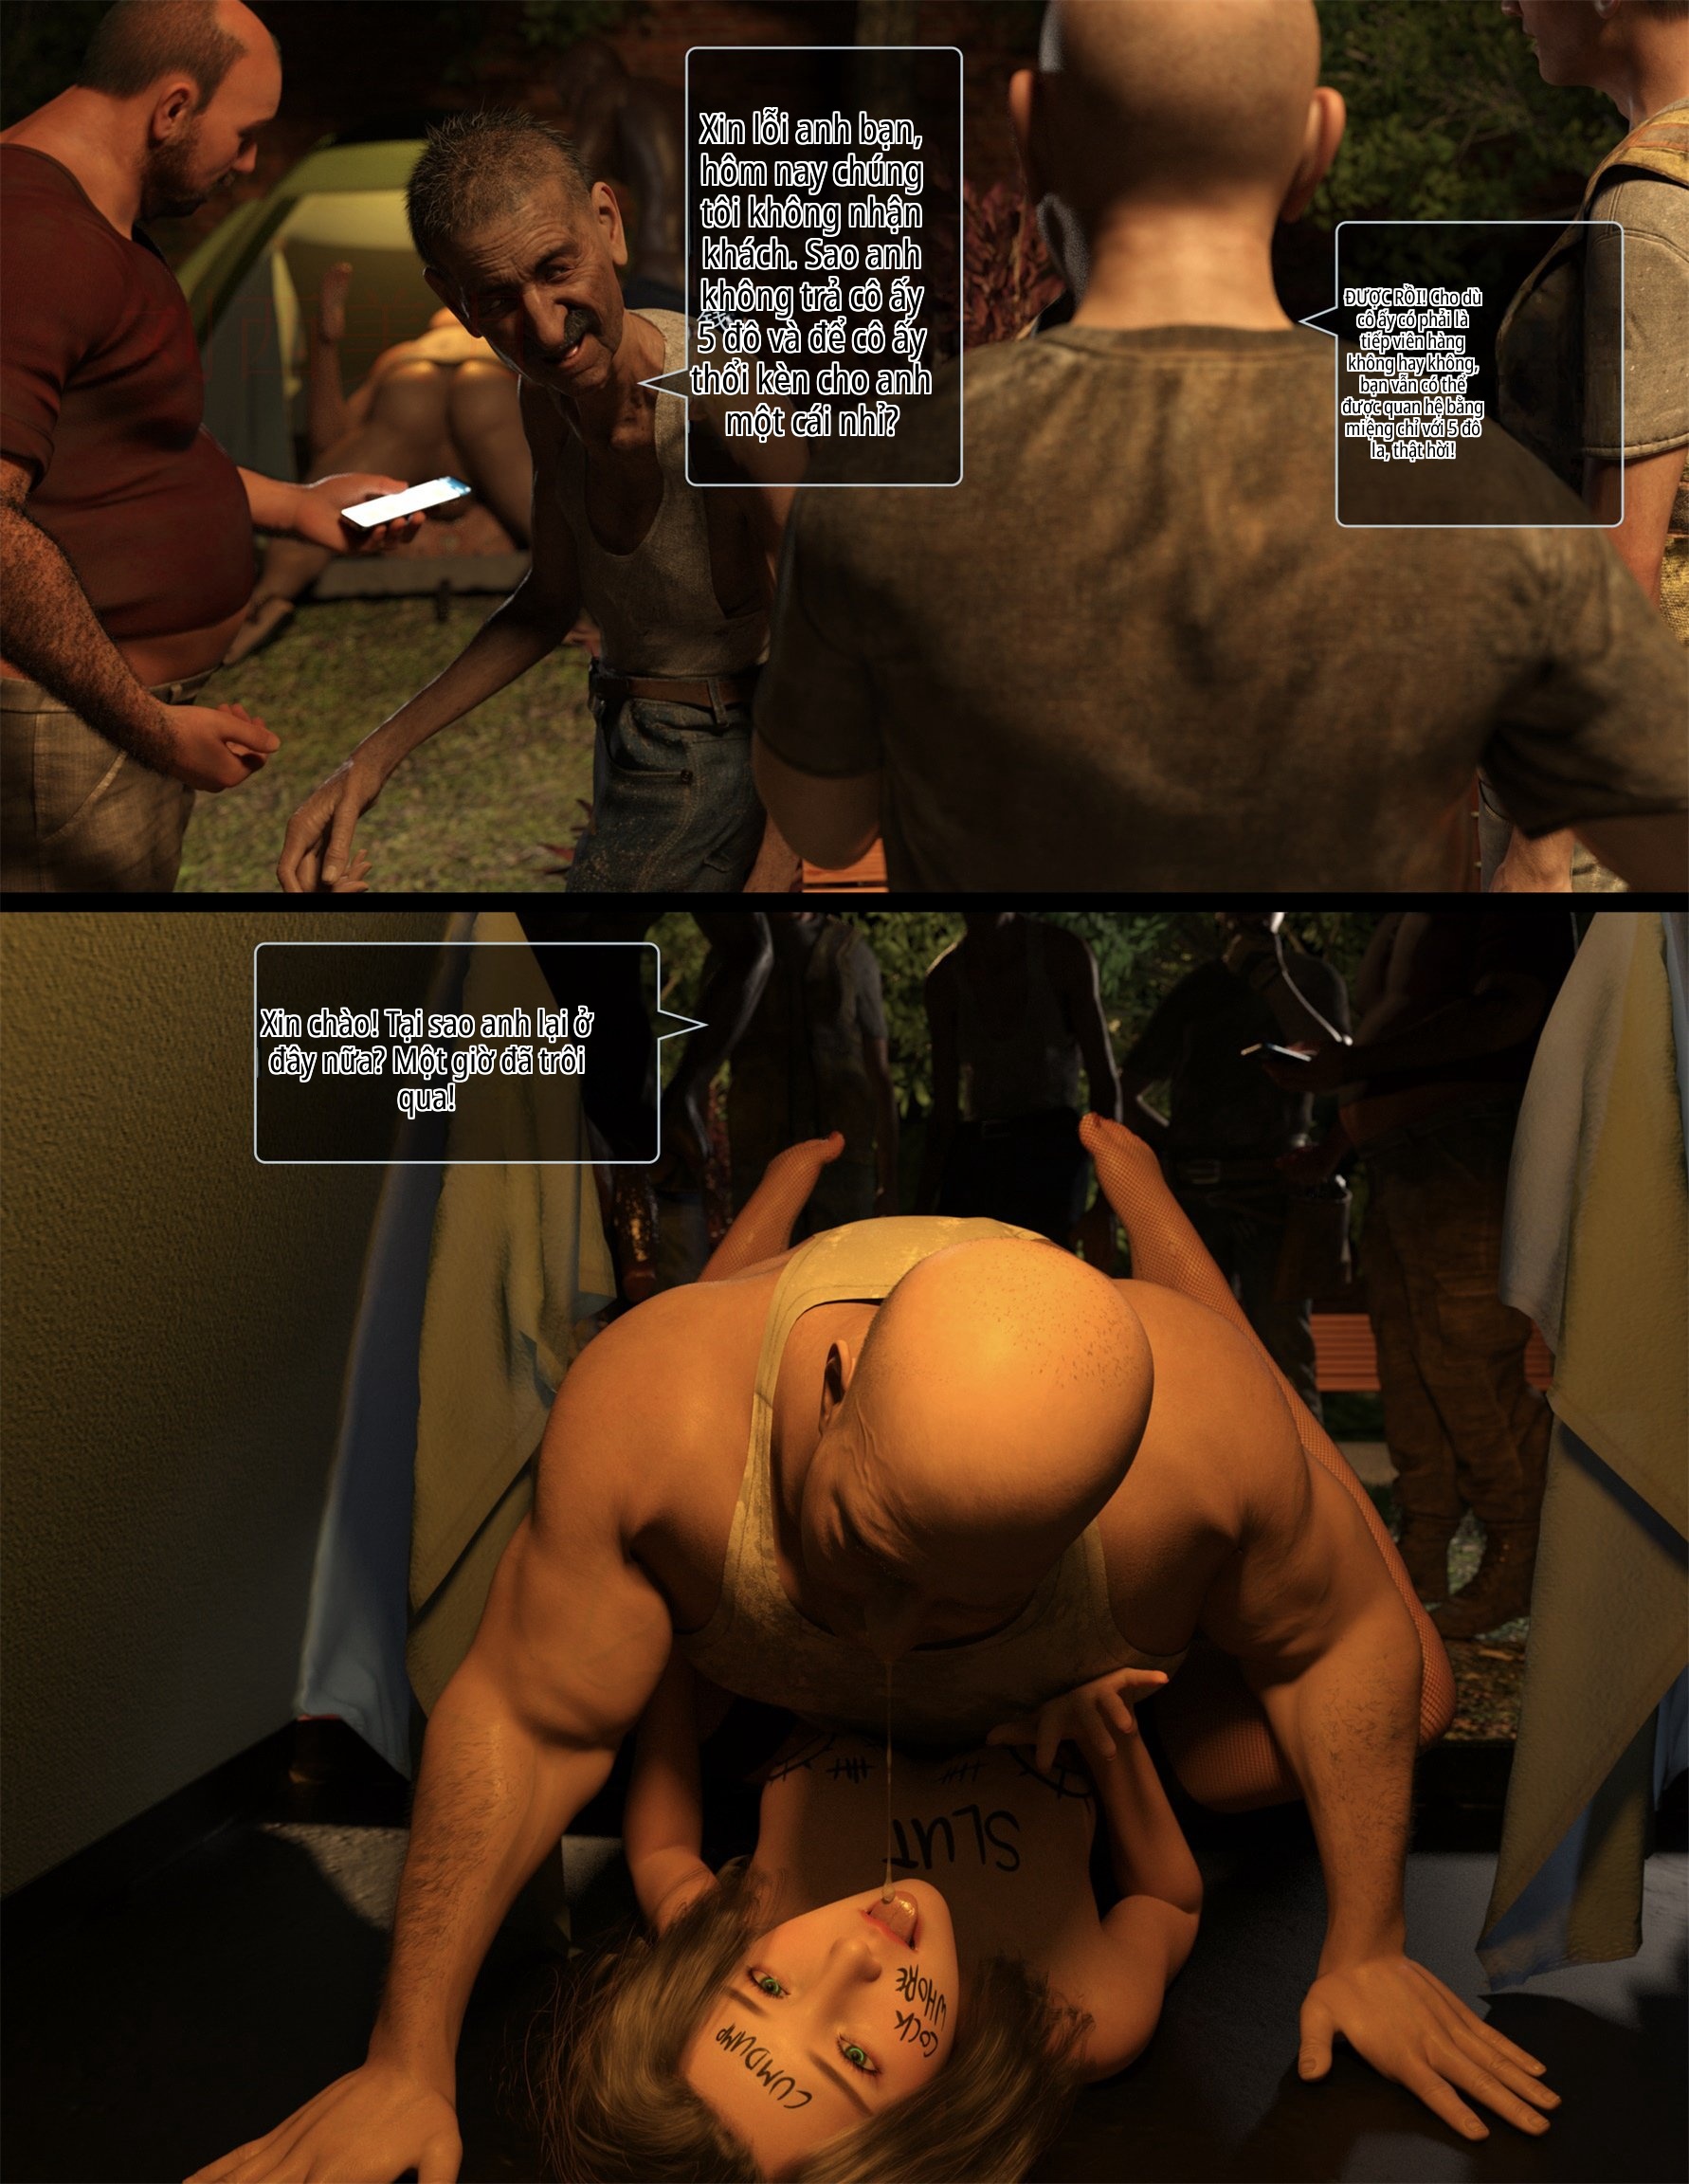 Xin lỗi anh bạn,
hôm nay chúng
tôi không nhận
khách. Sao anh
không trả cô ấy
5 đô và để cô ấy
thổi kèn cho anh
một cái nhỉ?
ĐƯỢC RỒI! Cho dù
cô ấy có phải là
tiếp viên hàng
không hay không,
bạn vẫn có thể
được quan hệ bằng
miệng chỉ với 5 đô
la, thật hời!
Xin chào! Tại sao anh lại ở
đây nữa? Một giờ đã trôi
qua!
SLUT
COCK
WHORE
CUMDUMP